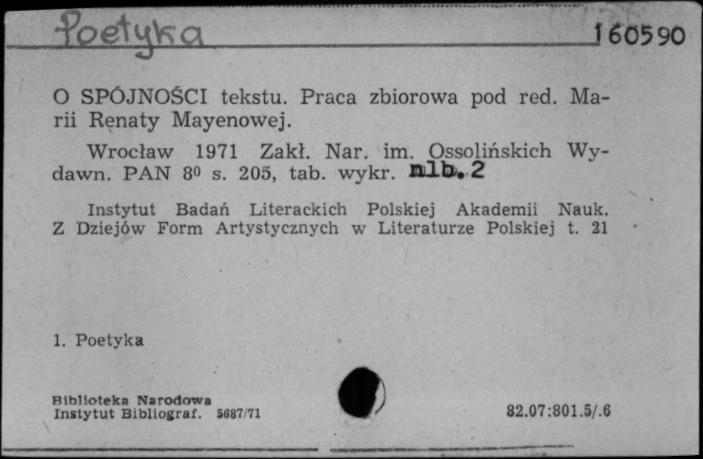 Poetyka
160590
O SPÓJNOŚCI tekstu. Praca zbiorowa pod red. Ma-
rii Renaty Mayenowej.
Wrocław 1971 Zakł. Nar. im. Ossolińskich Wy-
dawn. PAN 8⁰ s. 205, tab. wykr. nlb. 2
Instytut Badań Literackich Polskiej Akademii Nauk.
Z Dziejów Form Artystycznych w Literaturze Polskiej t. 21
1. Poetyka
Biblioteka Narodowa
Instytut Bibliograf. 5687/71
82.07:801.5/.6